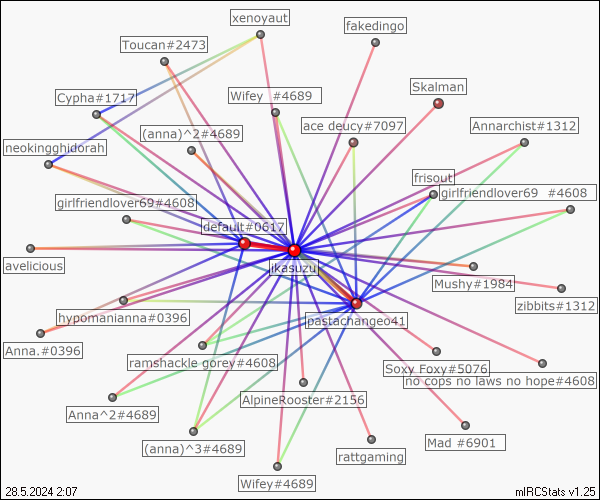 xenoyaut
fakedingo
Toucan#2473
Skalman
Cypha#1717
Wifey  #4689
ace deucy#7097
Annarchist#1312
(anna)^2#4689
neokingghidorah
frisout
girlfriendlover69  #4608
girlfriendlover69#4608
default#0617
ikasuzu
avelicious
Mushy#1984
zibbits#1312
hypomanianna#0396
pastachangeo41
Anna.#0396
ramshackle gorey#4608
Soxy Foxy#5076
no cops no laws no hope#4608
AlpineRooster#2156
Anna^2#4689
(anna)^3#4689
Mad #6901
rattgaming
Wifey#4689
28.5.2024 2:07
mIRCStats v1.25